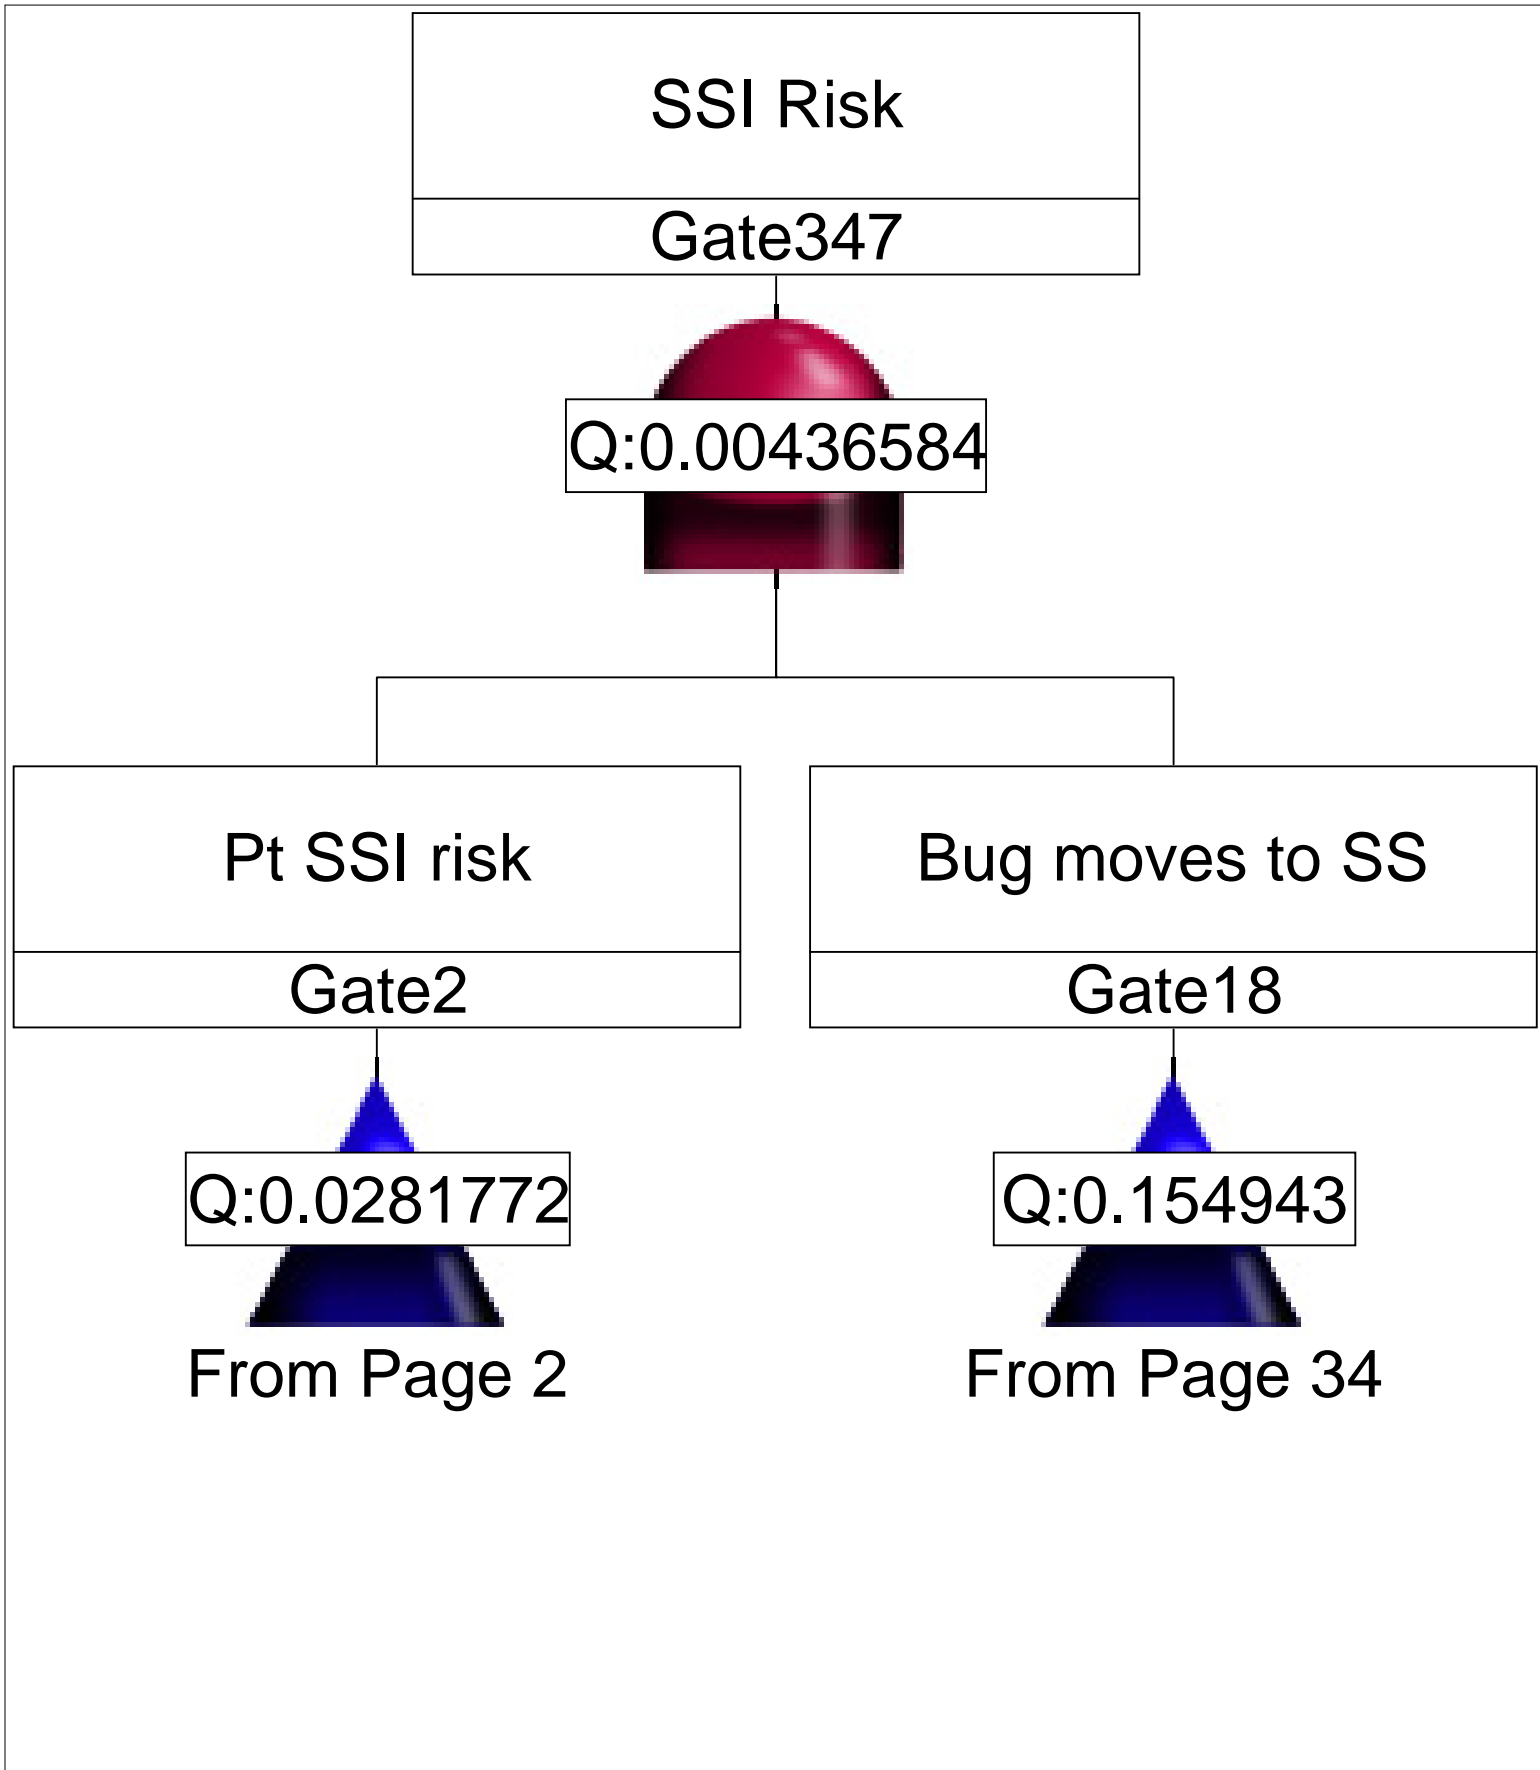 SSI Risk
Gate347
Q:0.00436584
Pt SSI risk
Gate2
Q:0.0281772
From Page 2
Bug moves to SS
Gate18
Q:0.154943
From Page 34